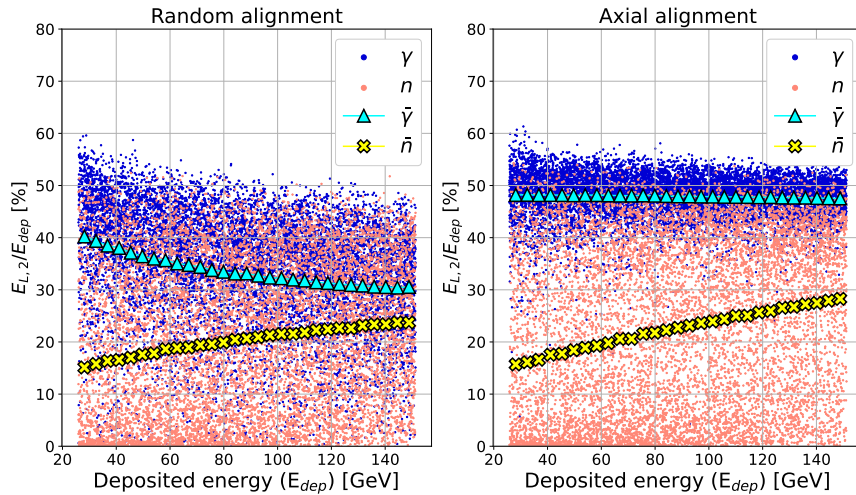 Random alignment
80
70
60
50
40
30
20
10
0
E_{L, 2}/E_{dep} [%]
20 40 60 80 100 120 140
Deposited energy (E_{dep}) [GeV]
γ
n
γ̄
n̄
Axial alignment
80
70
60
50
40
30
20
10
0
E_{L, 2}/E_{dep} [%]
20 40 60 80 100 120 140
Deposited energy (E_{dep}) [GeV]
γ
n
γ̄
n̄